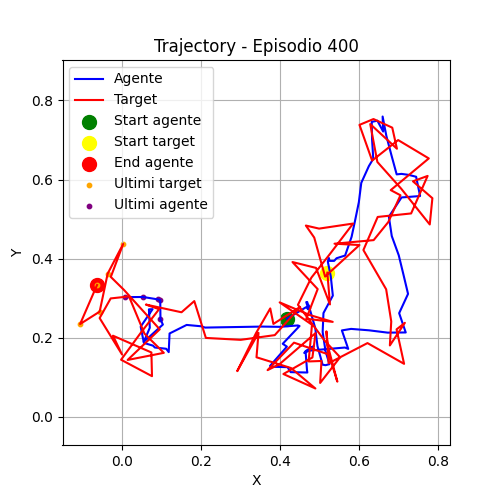 Trajectory - Episodio 400
Agente
Target
Start agente
Start target
End agente
Ultimi target
Ultimi agente
Y
0.8
0.6
0.4
0.2
0.0
0.0 0.2 0.4 0.6 0.8
X